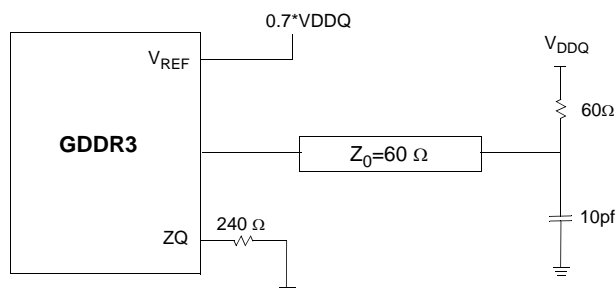 0.7*VDDQ
VREF
VDDQ
60Ω
GDDR3
Z0=60 Ω
240 Ω
ZQ
10pf